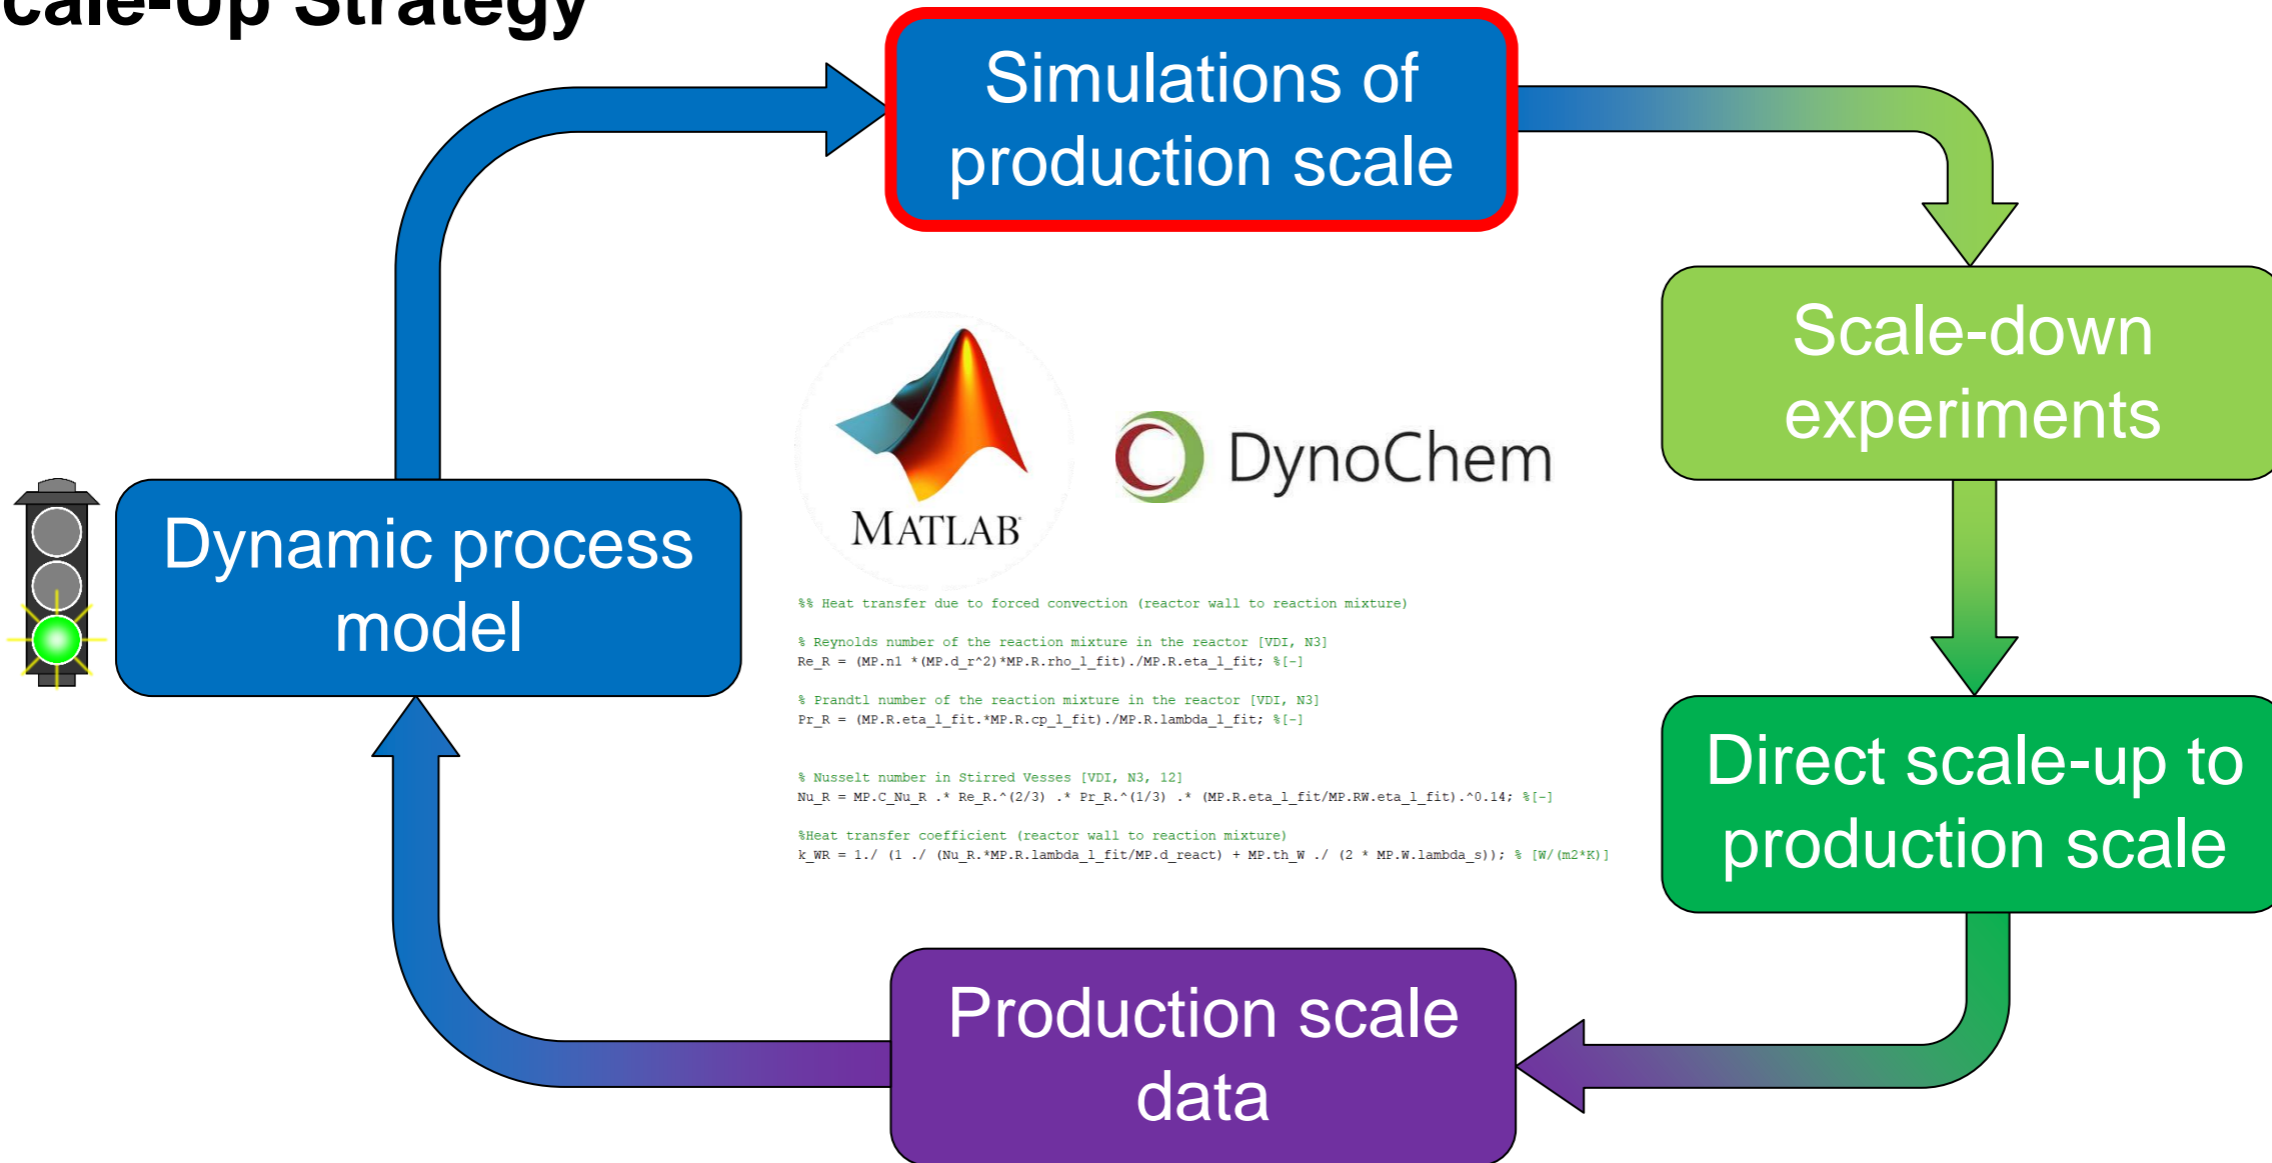 cale-Up Strategy
Simulations of
production scale
Scale-down
experiments
MATLAB
DynoChem
Dynamic process
model
%% Heat transfer due to forced convection (reactor wall to reaction mixture)
% Reynolds number of the reaction mixture in the reactor [VDI, N3]
Re_R = (MP.n1 *(MP.d_r^2)*MP.R.rho_l_fit)./MP.R.eta_l_fit; %[-]
% Prandtl number of the reaction mixture in the reactor [VDI, N3]
Pr_R = (MP.R.eta_l_fit.*MP.R.cp_l_fit)./MP.R.lambda_l_fit; %[-]
% Nusselt number in Stirred Vesses [VDI, N3, 12]
Nu_R = MP.C_Nu_R .* Re_R.^(2/3) .* Pr_R.^(1/3) .* (MP.R.eta_l_fit/MP.RW.eta_l_fit).^0.14; %[-]
%Heat transfer coefficient (reactor wall to reaction mixture)
k_WR = 1./ (1 ./ (Nu_R.*MP.R.lambda_l_fit/MP.d_react) + MP.th_W ./ (2 * MP.W.lambda_s)); % [W/(m2*K)]
Direct scale-up to
production scale
Production scale
data